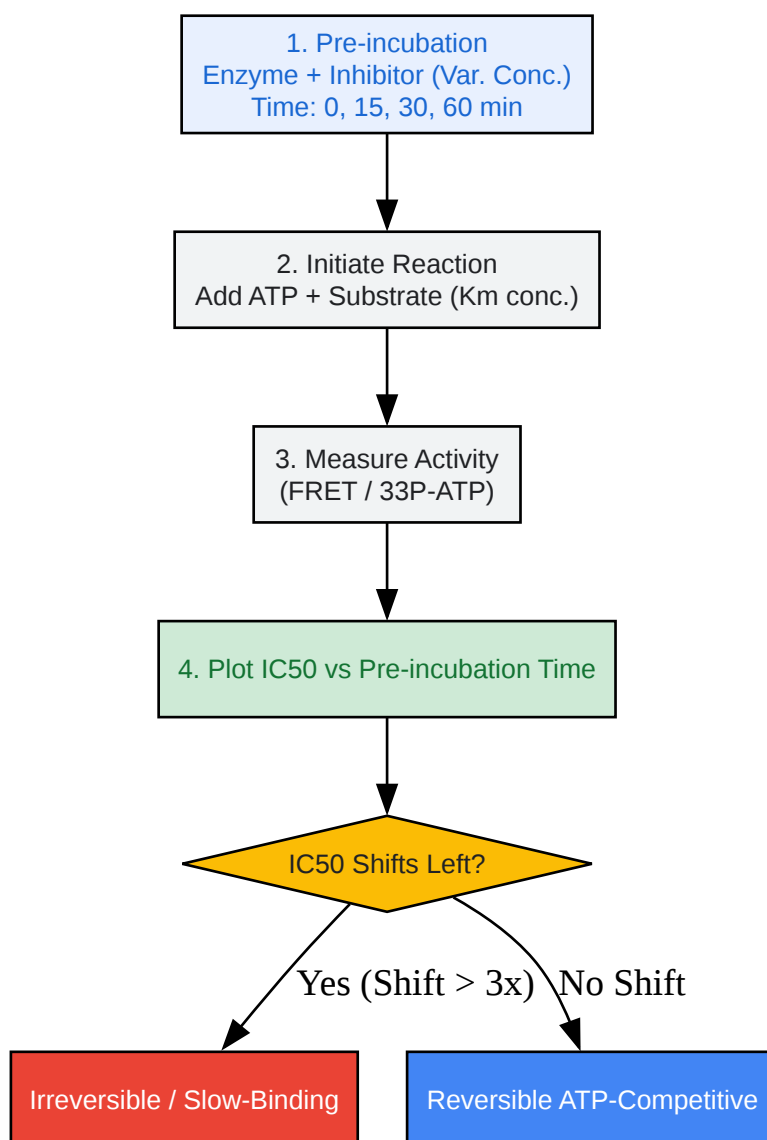 1. Pre-incubation
Enzyme + Inhibitor (Var. Conc.)
Time: 0, 15, 30, 60 min
2. Initiate Reaction
Add ATP + Substrate (Km conc.)
3. Measure Activity
(FRET / 33P-ATP)
4. Plot IC50 vs Pre-incubation Time
IC50 Shifts Left?
Yes (Shift > 3x)
No Shift
Irreversible / Slow-Binding
Reversible ATP-Competitive